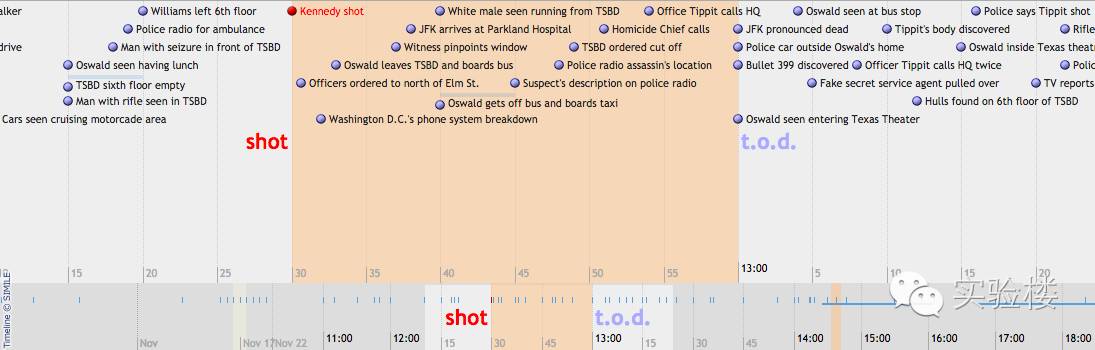 alker Williams left 6th floor Kennedy shot White male seen running from TSBD Office Tippit calls HQ Oswald seen at bus stop Police says Tippit shot
Police radio for ambulance JFK arrives at Parkland Hospital Homicide Chief calls JFK pronounced dead Tippit's body discovered Rifle
drive Man with seizure in front of TSBD Witness pinpoints window TSBD ordered cut off Police car outside Oswald's home Oswald inside Texas theatr
Oswald seen having lunch Oswald leaves TSBD and boards bus Police radio assassin's location Bullet 399 discovered Officer Tippit calls HQ twice Polic
TSBD sixth floor empty Officers ordered to north of Elm St. Suspect's description on police radio Fake secret service agent pulled over TV reports
Man with rifle seen in TSBD Oswald gets off bus and boards taxi Hulls found on 6th floor of TSBD
Cars seen cruising motorcade area Washington D.C.'s phone system breakdown Oswald seen entering Texas Theater
shot t.o.d.
15 20 25 30 35 40 45 50 55 13:00 5 10 15 20
Timeline © SIMILE
实验楼
shot t.o.d.
Nov Nov 17 Nov 22 11:00 12:00 15 30 45 13:00 15 30 45 14:00 15:00 16:00 17:00 18:00